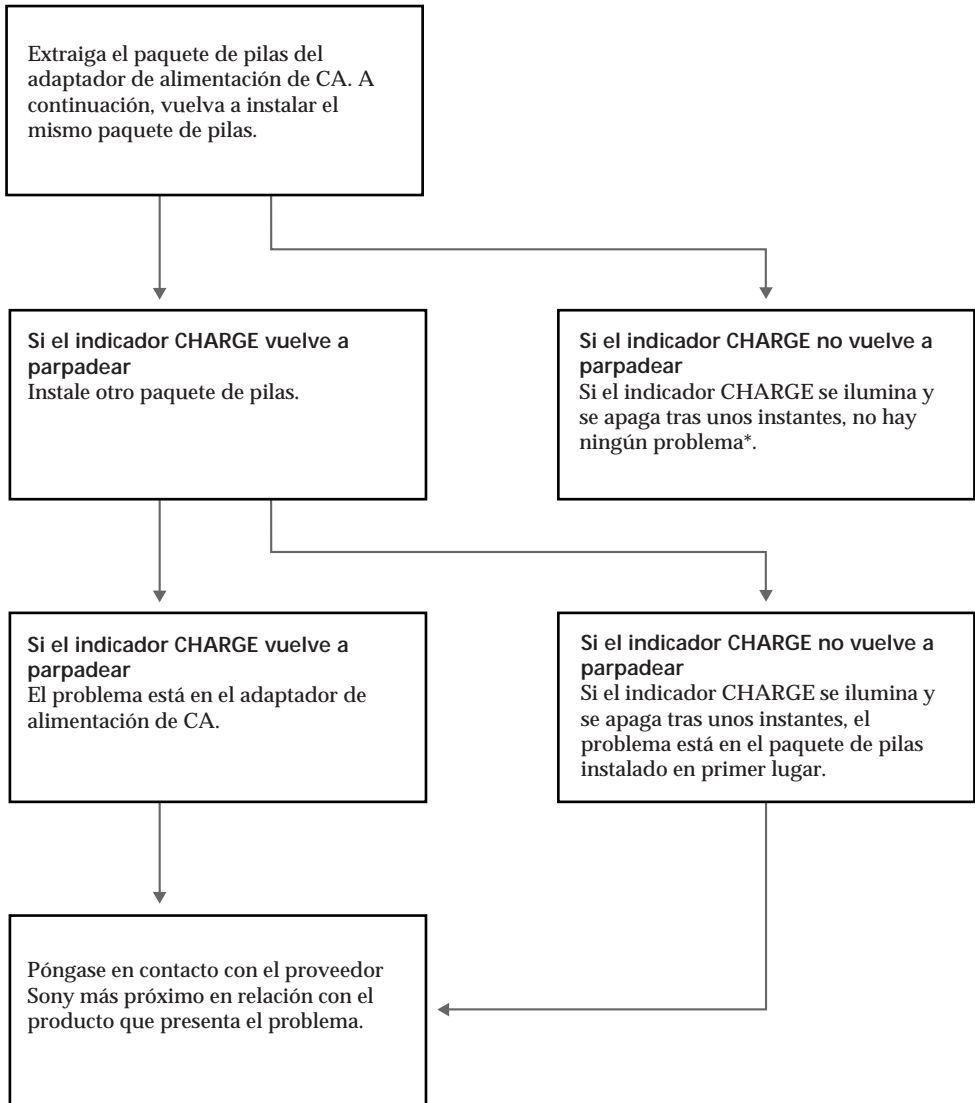 Extraiga el paquete de pilas del
adaptador de alimentación de CA. A
continuación, vuelva a instalar el
mismo paquete de pilas.
Si el indicador CHARGE vuelve a
parpadear
Instale otro paquete de pilas.
Si el indicador CHARGE no vuelve a
parpadear
Si el indicador CHARGE se ilumina y
se apaga tras unos instantes, no hay
ningún problema*.
Si el indicador CHARGE vuelve a
parpadear
El problema está en el adaptador de
alimentación de CA.
Si el indicador CHARGE no vuelve a
parpadear
Si el indicador CHARGE se ilumina y
se apaga tras unos instantes, el
problema está en el paquete de pilas
instalado en primer lugar.
Póngase en contacto con el proveedor
Sony más próximo en relación con el
producto que presenta el problema.